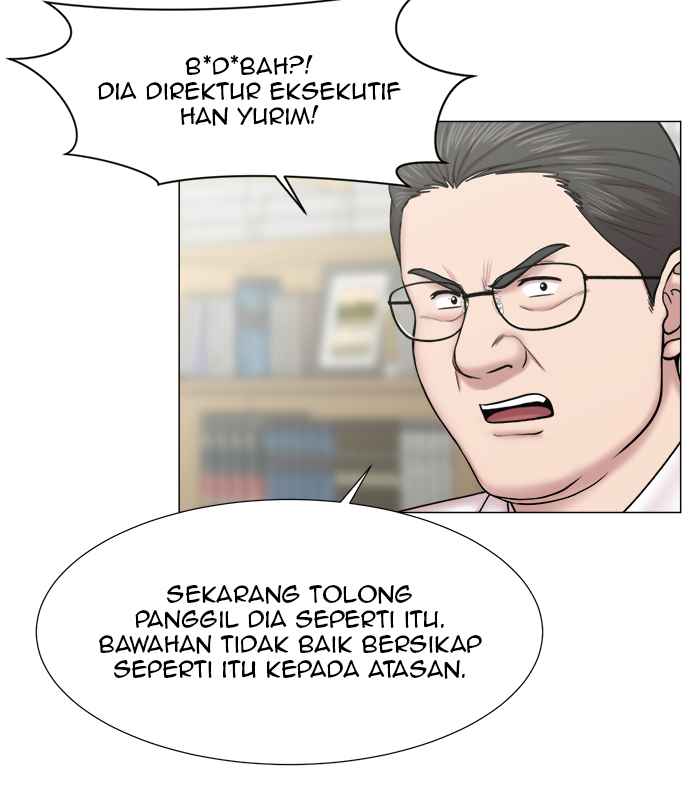 B*D*BAH?!
DIA DIREKTUR EKSEKUTIF
HAN YURIM!
SEKARANG TOLONG
PANGGIL DIA SEPERTI ITU.
BAWAHAN TIDAK BAIK BERSIKAP
SEPERTI ITU KEPADA ATASAN.